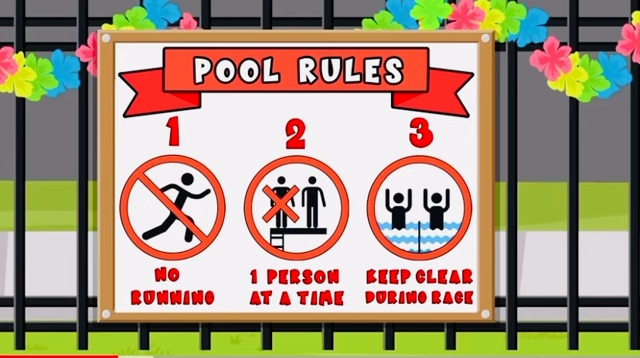 POOL RULES
1
NO
RUNNING
2
1 PERSON
AT A TIME
3
KEEP CLEAR
DURING RACE